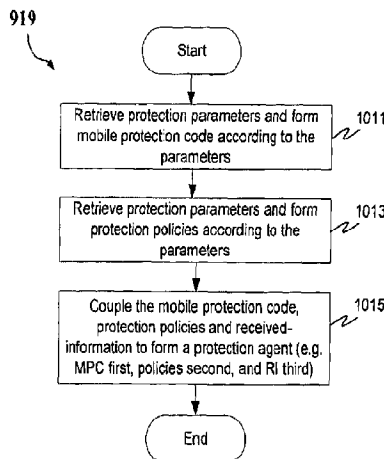 919
Start
Retrieve protection parameters and form
mobile protection code according to the
parameters
1011
Retrieve protection parameters and form
protection policies according to the
parameters
1013
Couple the mobile protection code,
protection policies and received-
information to form a protection agent (e.g.
MPC first, policies second, and RI third)
1015
End